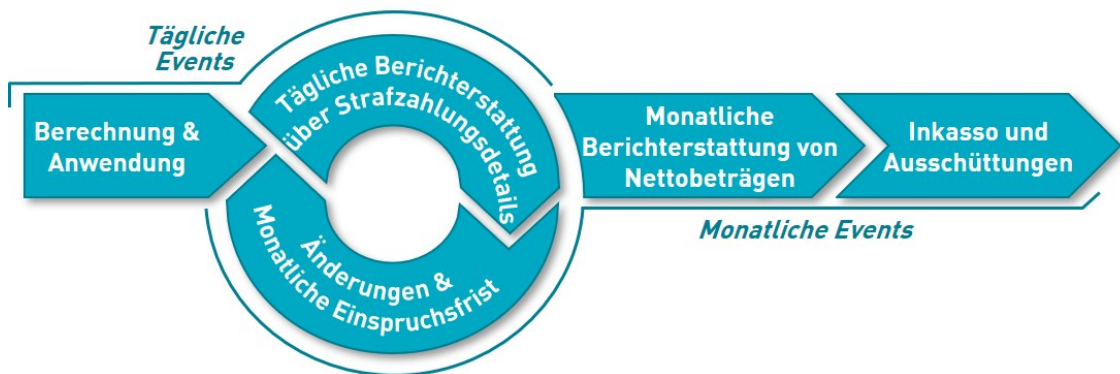 Tägliche
Events
Berechnung &
Anwendung
Tägliche Berichterstattung
über Strafzahlungsdetails
Änderungen &
Monatliche Einspruchsfrist
Monatliche
Berichterstattung von
Nettobeträgen
Inkasso und
Ausschüttungen
Monatliche Events